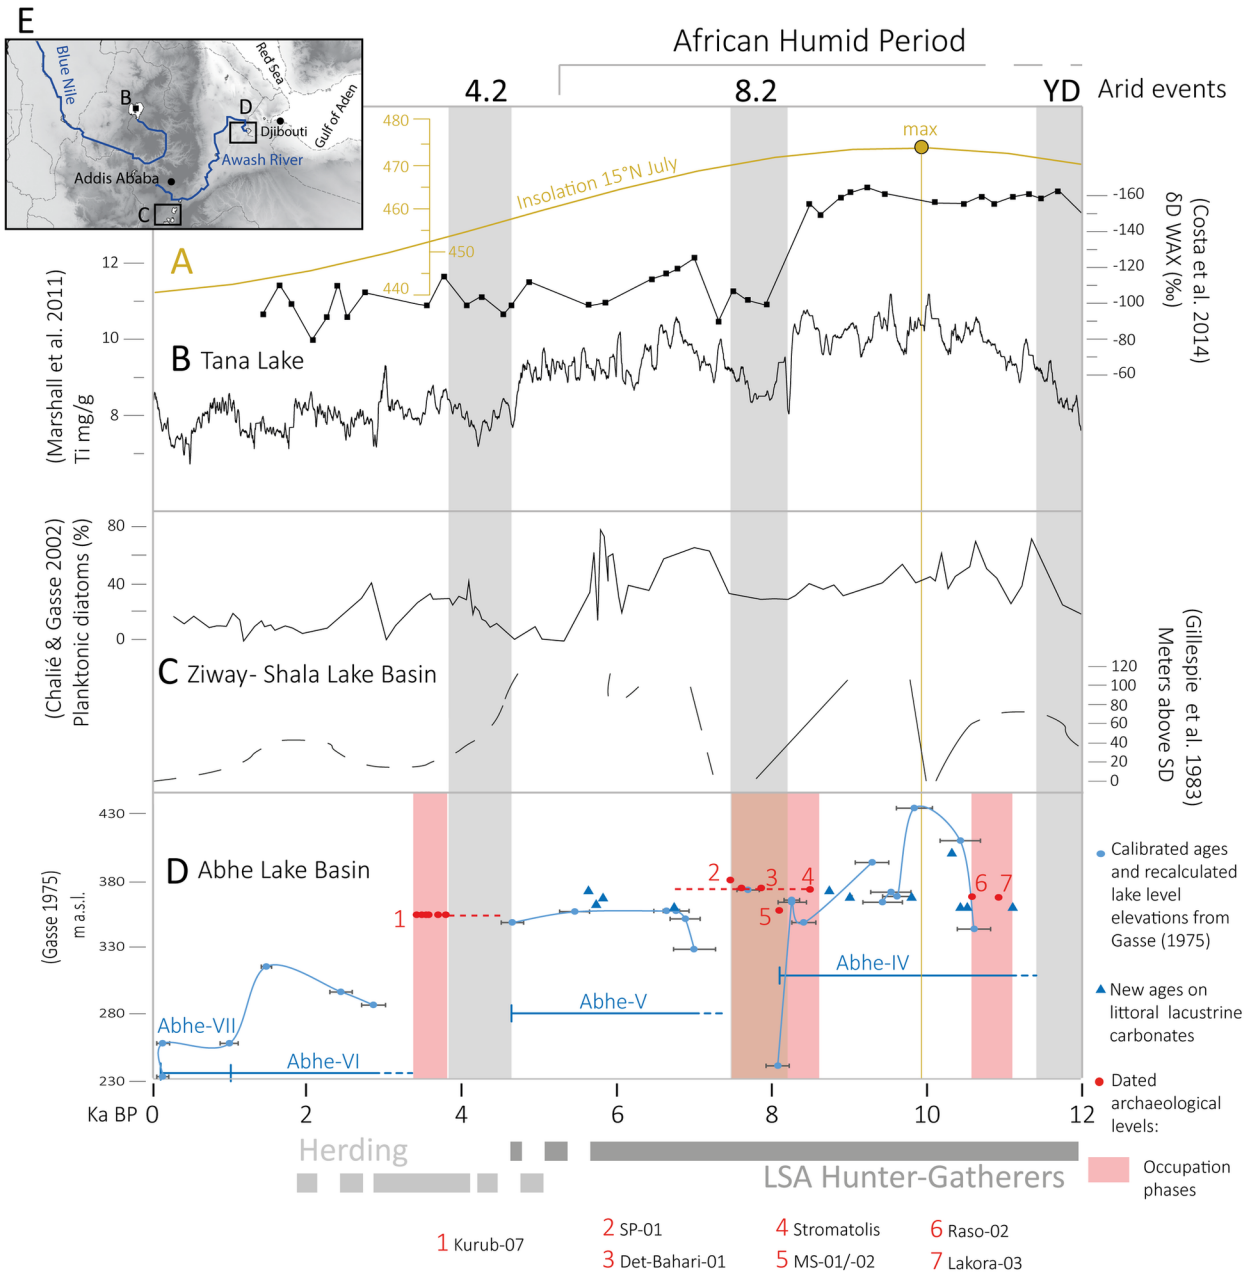 E
Blue Nile
B
Red Sea
D
Djibouti
Gulf of Aden
Awash River
Addis Ababa
C
African Humid Period
4.2
8.2
YD
Arid events
480
470
460
450
440
max
Insolation 15°N July
A
-160
-140
-120
-100
-80
-60
δD WAX (‰)
(Costa et al. 2014)
12
10
8
(Marshall et al. 2011)
Ti mg/g
B Tana Lake
80
40
0
(Chalié & Gasse 2002)
Planktonic diatoms (%)
C Ziway- Shala Lake Basin
120
100
80
60
40
20
0
Meters above SD
(Gillespie et al. 1983)
430
380
330
280
230
(Gasse 1975)
m a.s.l.
D Abhe Lake Basin
1
2
3
4
5
6
7
Abhe-IV
Abhe-V
Abhe-VII
Abhe-VI
Calibrated ages
and recalculated
lake level
elevations from
Gasse (1975)
New ages on
littoral lacustrine
carbonates
Dated
archaeological
levels:
Occupation
phases
Ka BP 0 2 4 6 8 10 12
Herding
LSA Hunter-Gatherers
1 Kurub-07
2 SP-01
3 Det-Bahari-01
4 Stromatolis
5 MS-01/-02
6 Raso-02
7 Lakora-03